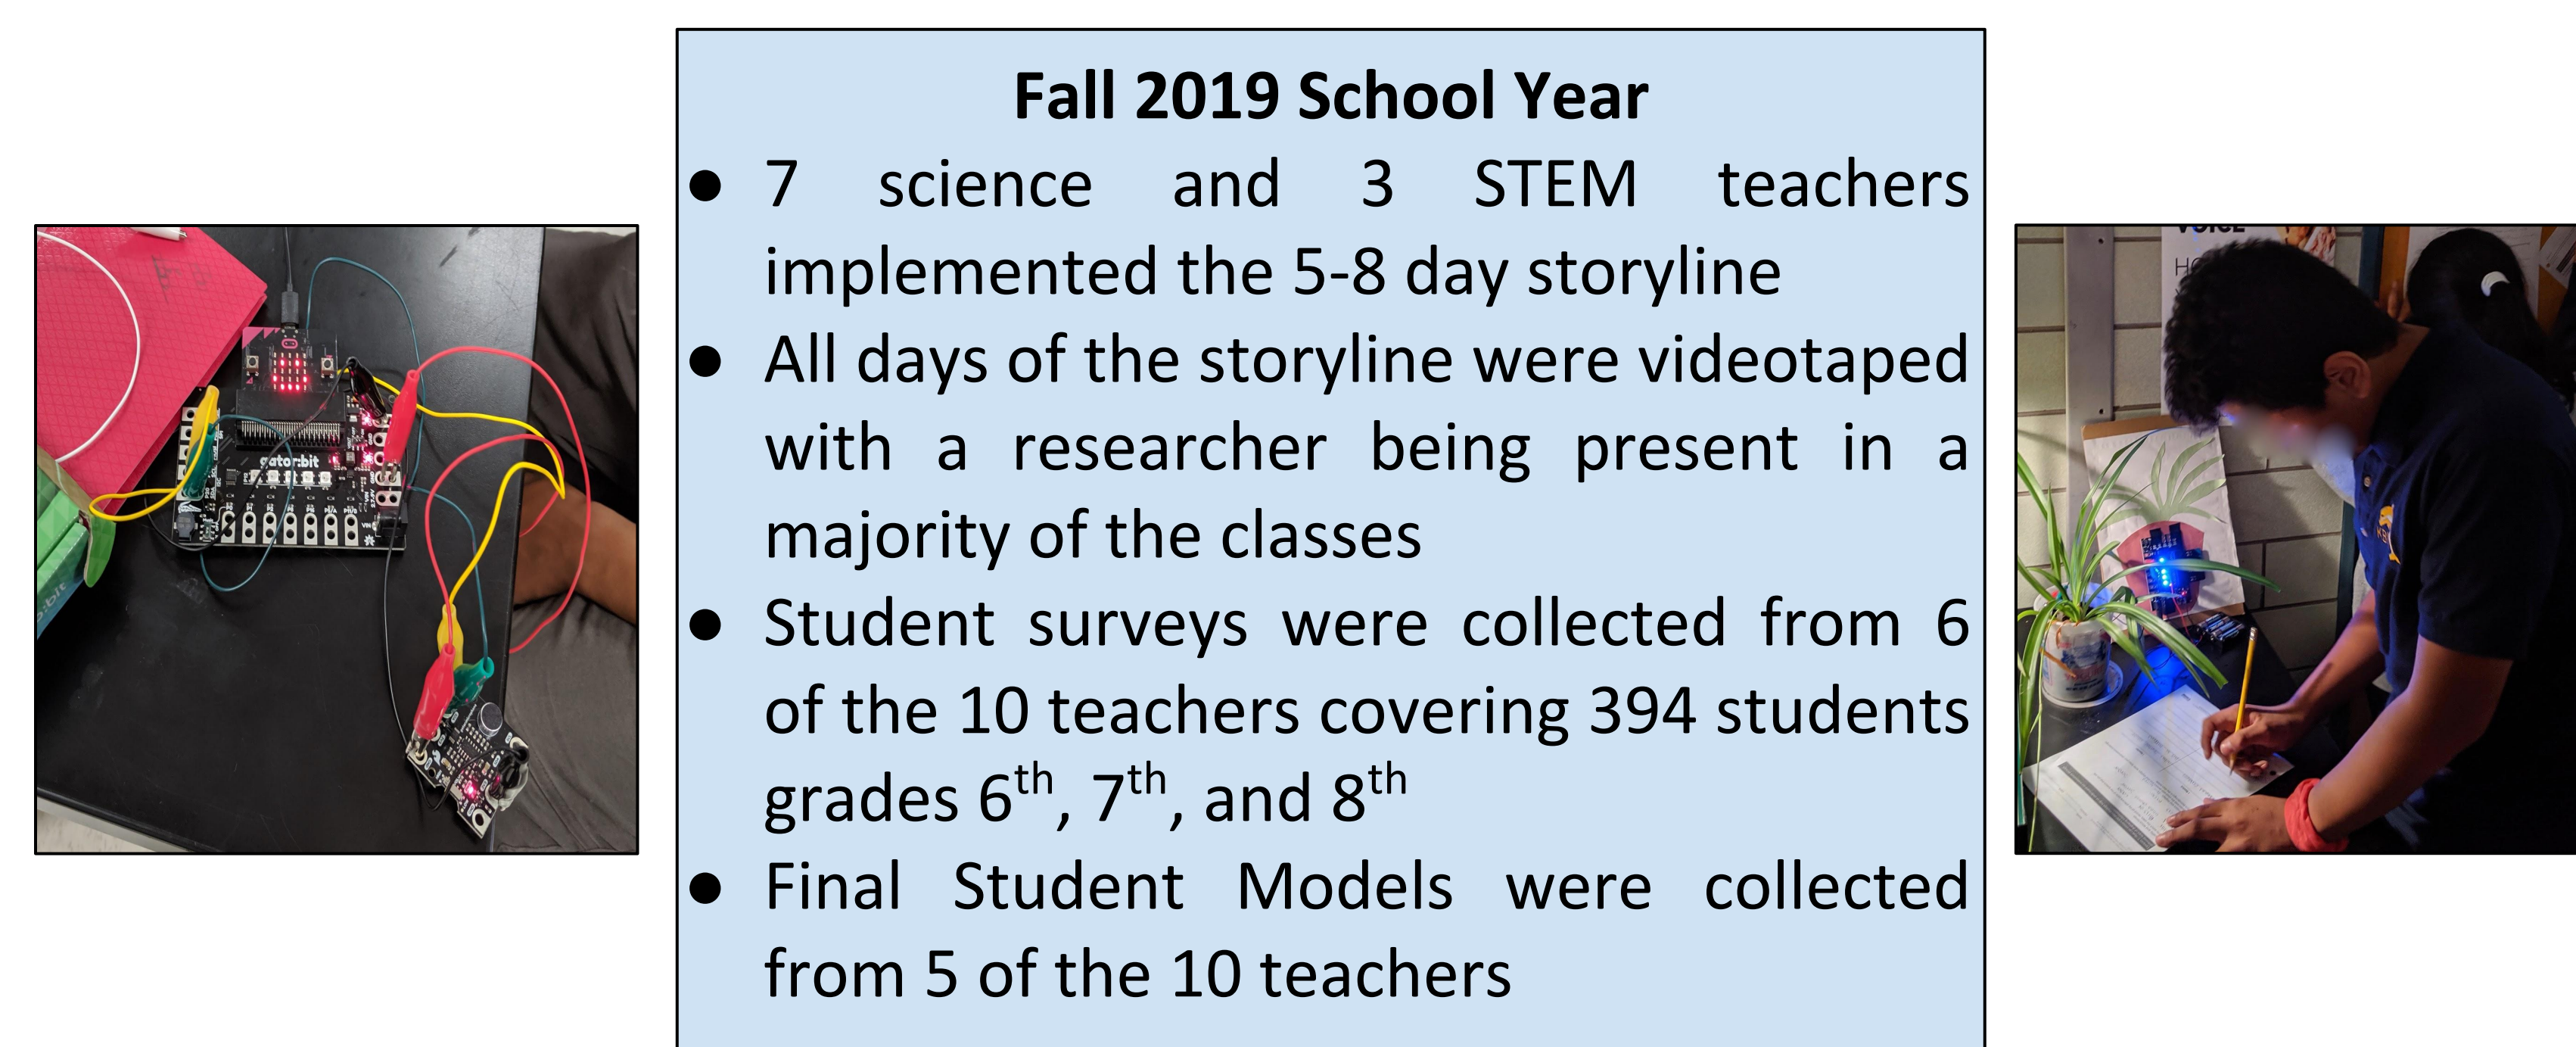 Fall 2019 School Year
● 7 science and 3 STEM teachers
implemented the 5-8 day storyline
● All days of the storyline were videotaped
with a researcher being present in a
majority of the classes
● Student surveys were collected from 6
of the 10 teachers covering 394 students
grades 6th, 7th, and 8th
● Final Student Models were collected
from 5 of the 10 teachers
gator:bit
:bit
VOICE